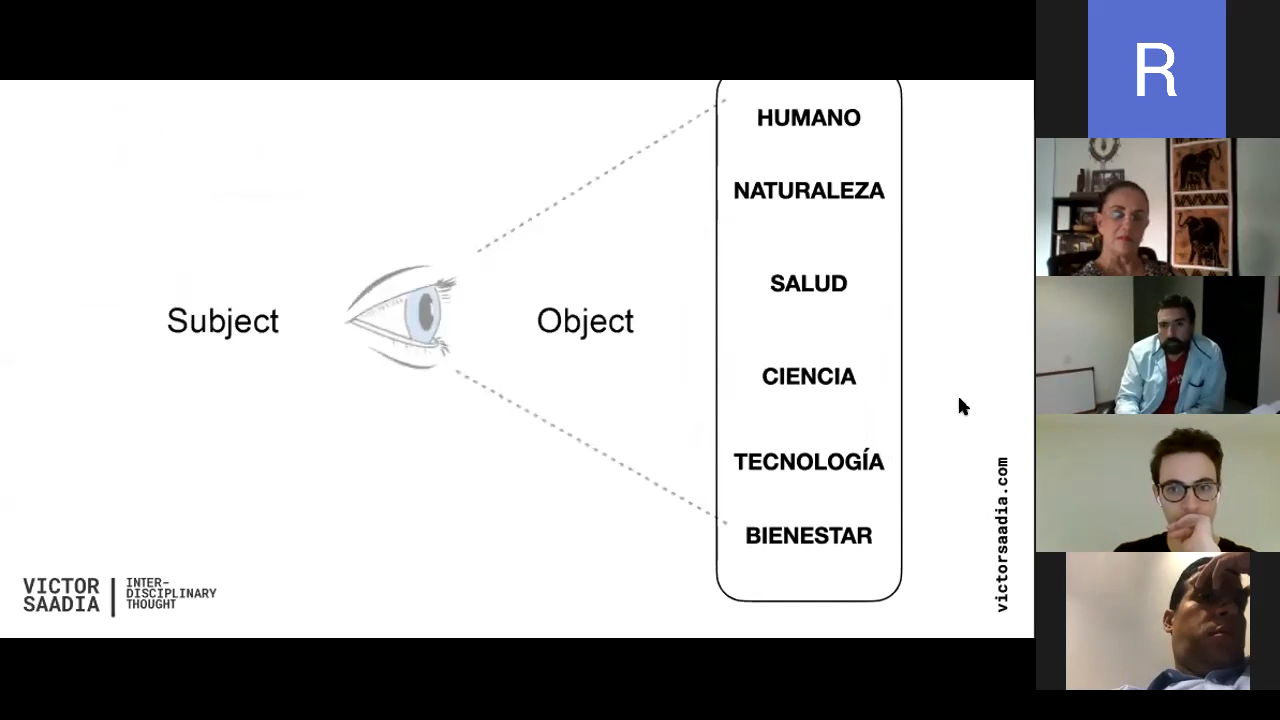 R
HUMANO
NATURALEZA
SALUD
Subject
Object
CIENCIA
TECNOLOGÍA
BIENESTAR
victorsaadia.com
VICTOR
SAADIA
INTER-
DISCIPLINARY
THOUGHT